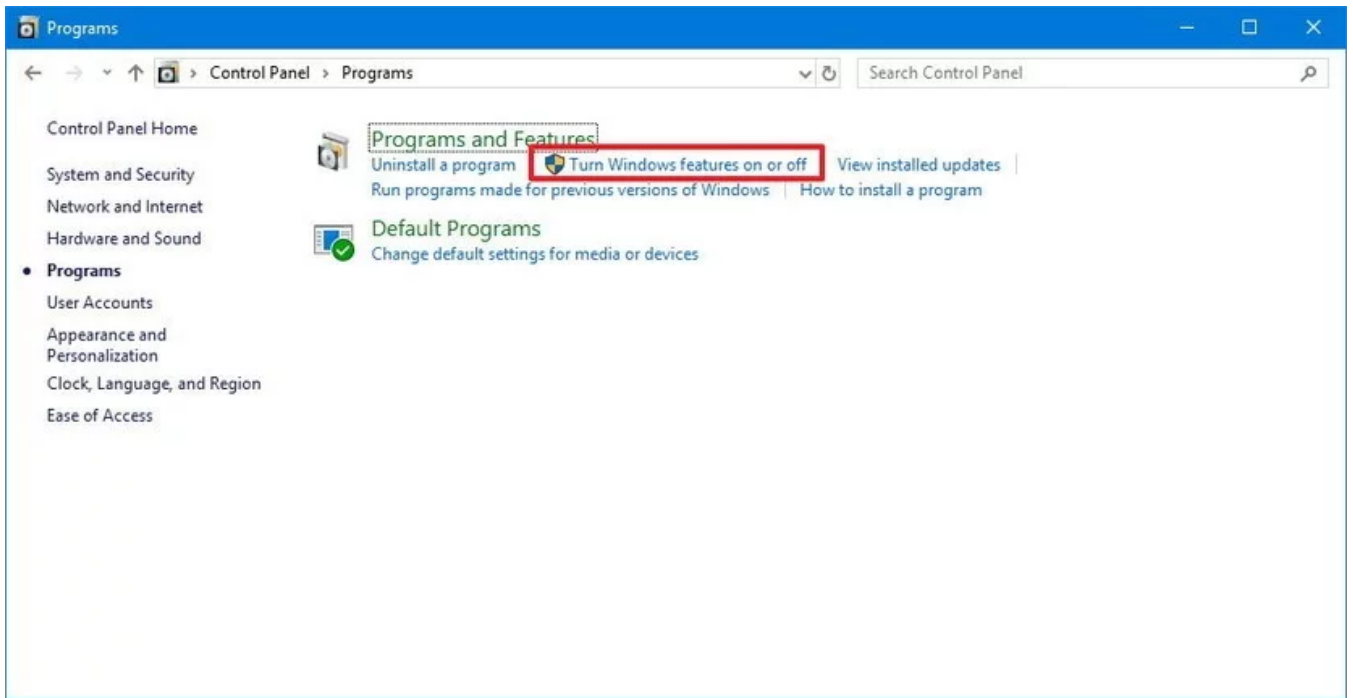 Programs
Control Panel > Programs
Search Control Panel
Control Panel Home
System and Security
Network and Internet
Hardware and Sound
Programs
User Accounts
Appearance and
Personalization
Clock, Language, and Region
Ease of Access
Programs and Features
Uninstall a program Turn Windows features on or off View installed updates
Run programs made for previous versions of Windows How to install a program
Default Programs
Change default settings for media or devices